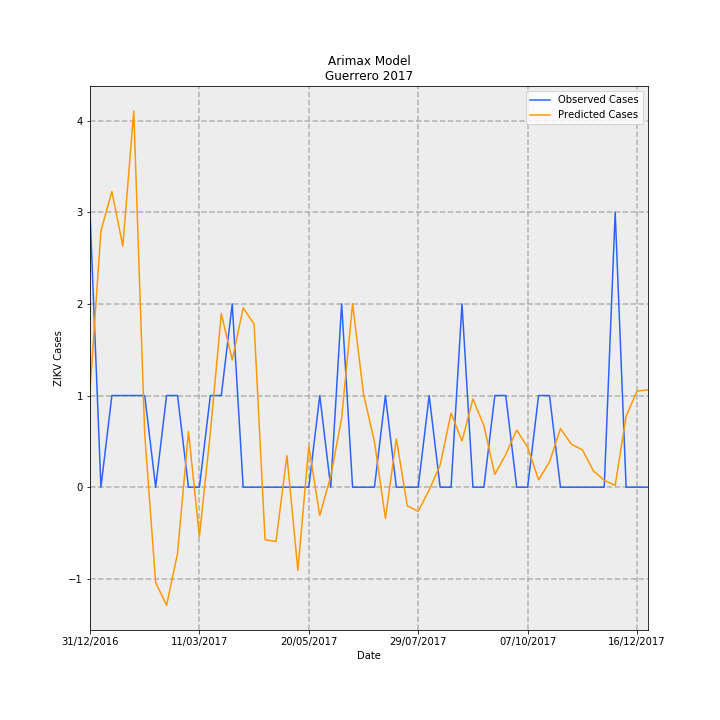 Arimax Model
Guerrero 2017
Observed Cases
Predicted Cases
ZIKV Cases
4
3
2
1
0
−1
31/12/2016 11/03/2017 20/05/2017 29/07/2017 07/10/2017 16/12/2017
Date